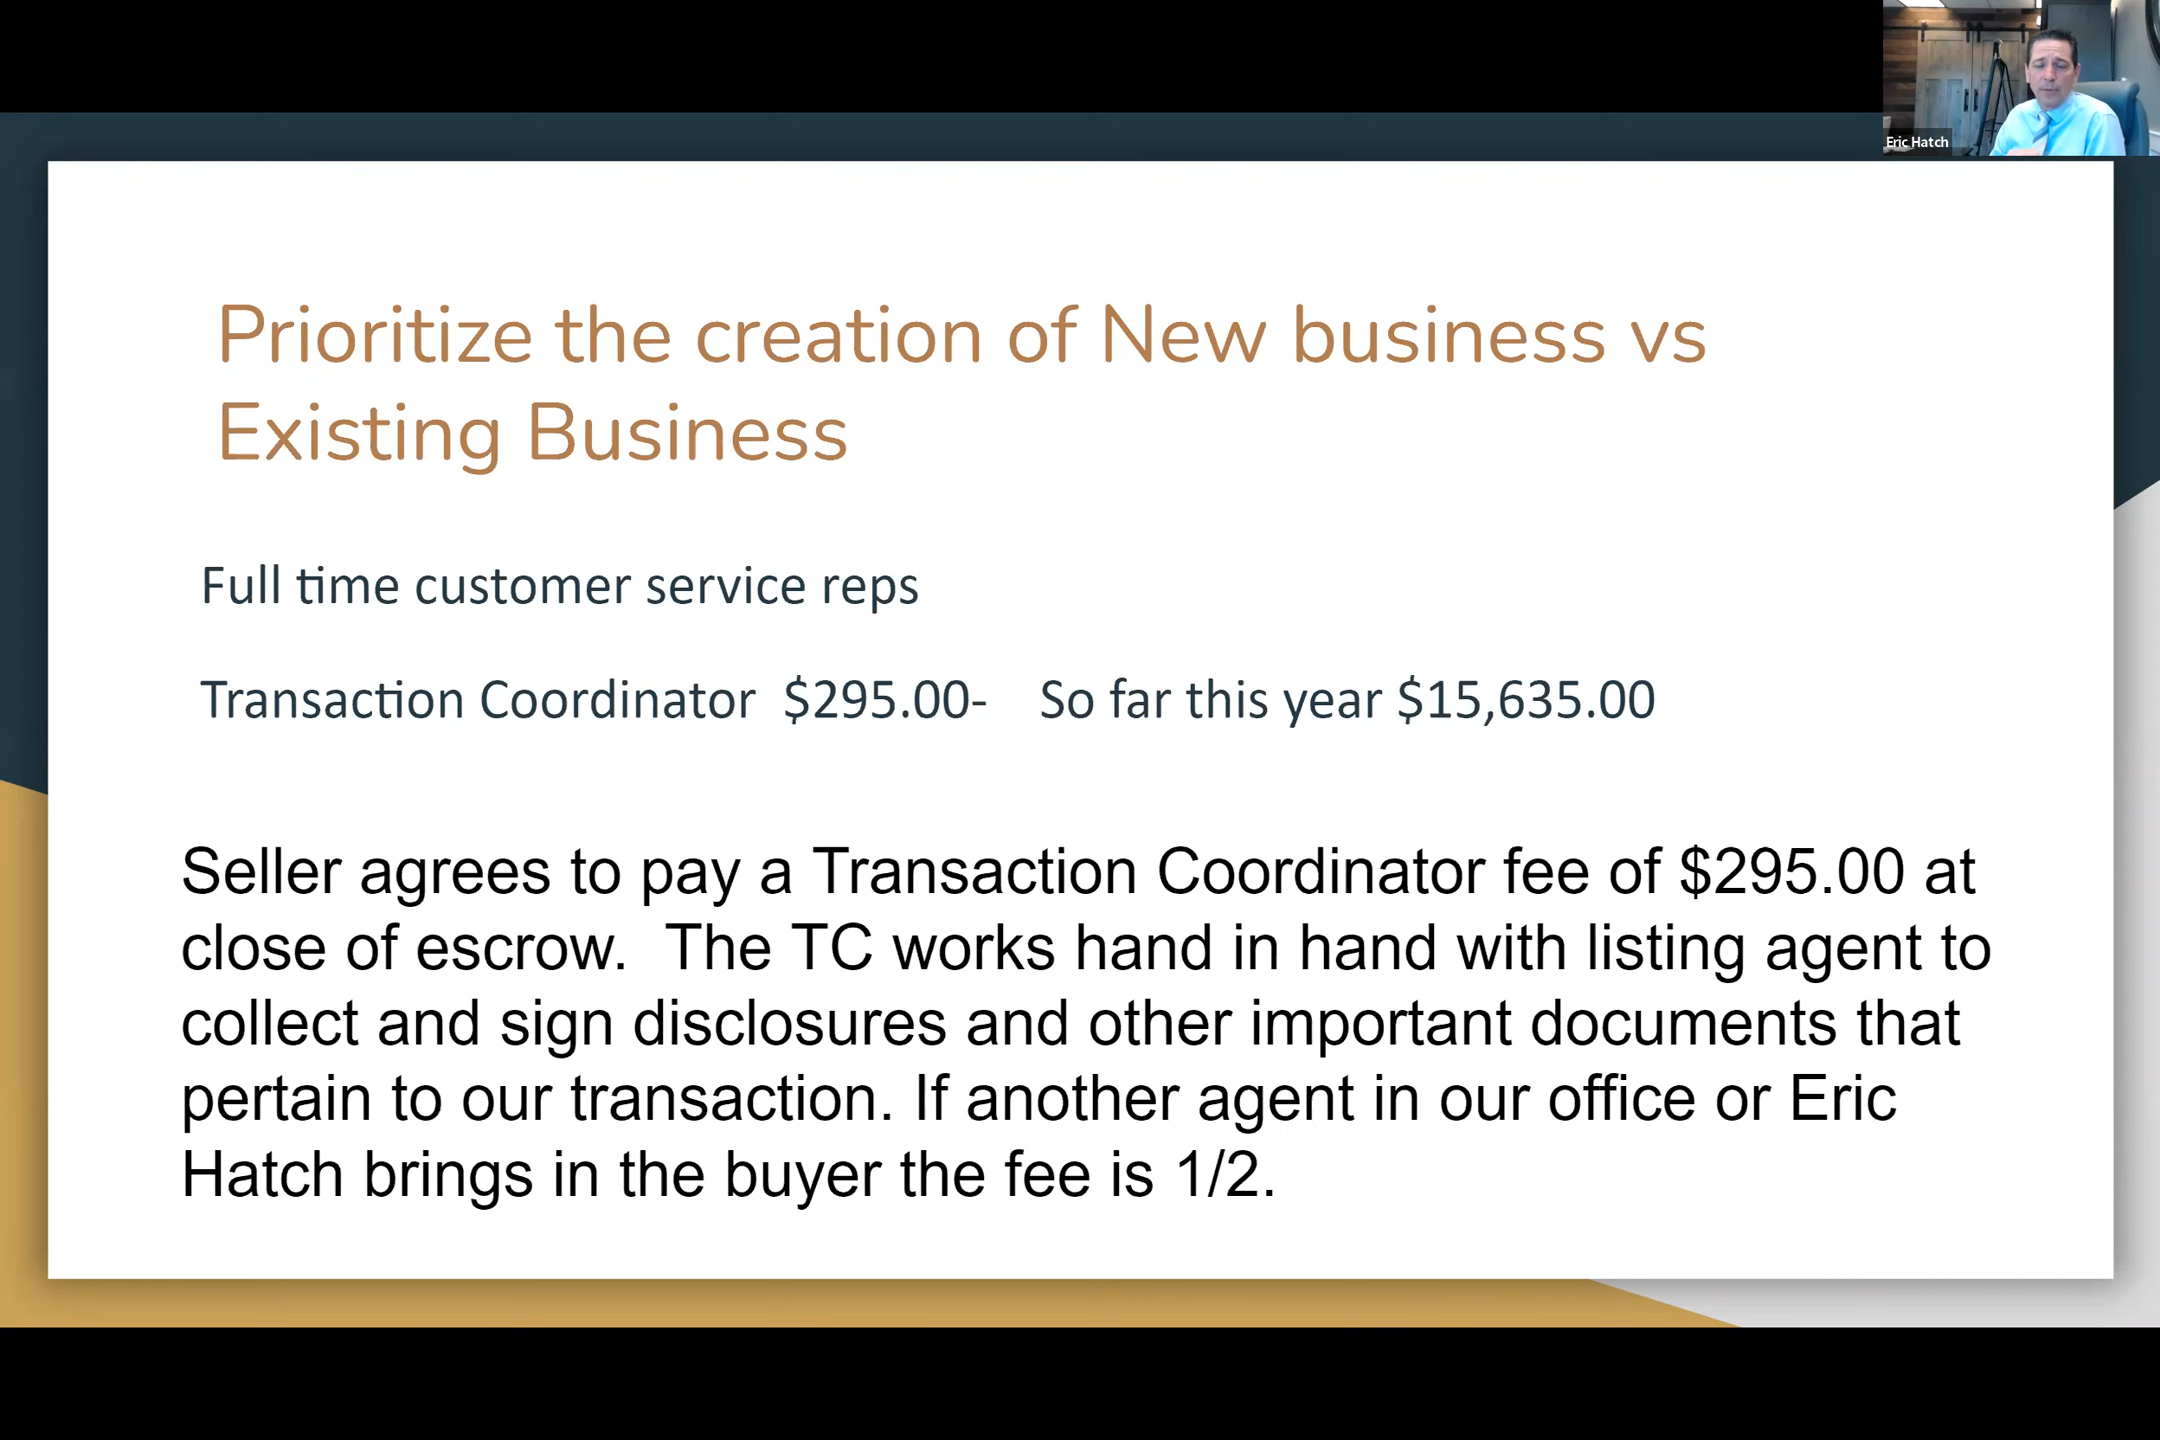 Eric Hatch
Prioritize the creation of New business vs
Existing Business
Full time customer service reps
Transaction Coordinator $295.00- So far this year $15,635.00
Seller agrees to pay a Transaction Coordinator fee of $295.00 at
close of escrow. The TC works hand in hand with listing agent to
collect and sign disclosures and other important documents that
pertain to our transaction. If another agent in our office or Eric
Hatch brings in the buyer the fee is 1/2.